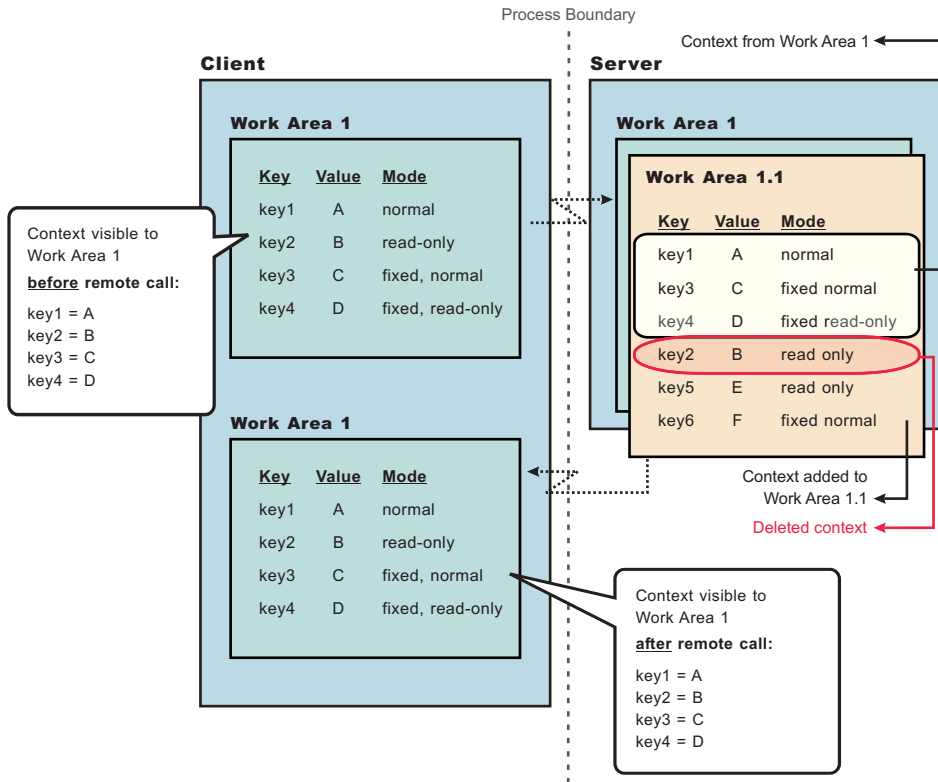 Process Boundary
Context from Work Area 1
Client
Server
Work Area 1
Key Value Mode
key1 A normal
key2 B read-only
key3 C fixed, normal
key4 D fixed, read-only
Context visible to
Work Area 1
before remote call:
key1 = A
key2 = B
key3 = C
key4 = D
Work Area 1
Work Area 1.1
Key Value Mode
key1 A normal
key3 C fixed normal
key4 D fixed read-only
key2 B read only
key5 E read only
key6 F fixed normal
Context added to
Work Area 1.1
Deleted context
Work Area 1
Key Value Mode
key1 A normal
key2 B read-only
key3 C fixed, normal
key4 D fixed, read-only
Context visible to
Work Area 1
after remote call:
key1 = A
key2 = B
key3 = C
key4 = D